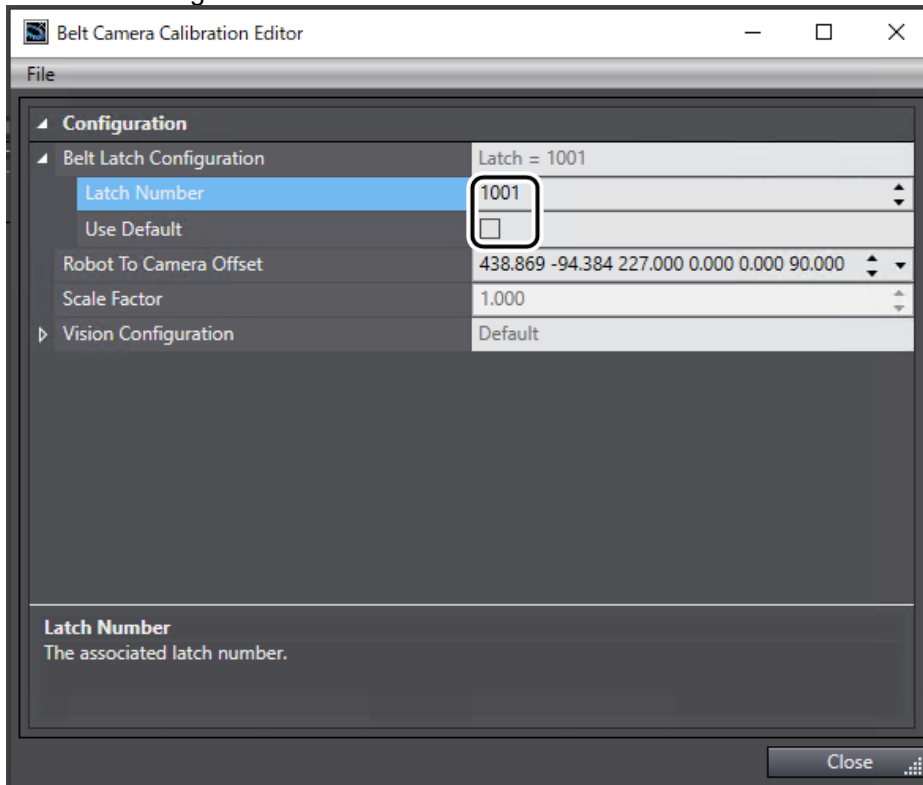 Belt Camera Calibration Editor
File
Configuration
Belt Latch Configuration Latch = 1001
Latch Number 1001
Use Default
Robot To Camera Offset 438.869 -94.384 227.000 0.000 0.000 90.000
Scale Factor 1.000
Vision Configuration Default
Latch Number
The associated latch number.
Close